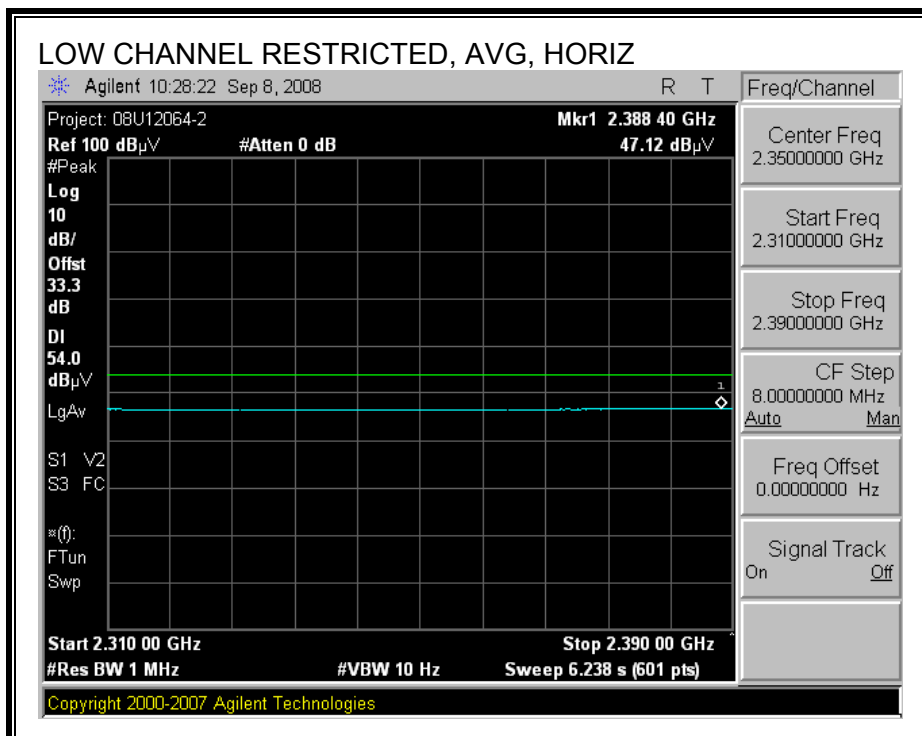 LOW CHANNEL RESTRICTED, AVG, HORIZ
Agilent 10:28:22 Sep 8, 2008 R T
Project: 08U12064-2 Mkr1 2.388 40 GHz
Ref 100 dBµV #Atten 0 dB 47.12 dBµV
#Peak
Log
10
dB/
Offst
33.3
dB
DI
54.0
dBµV
LgAv
S1 V2
S3 FC
¤(f):
FTun
Swp
1
Start 2.310 00 GHz Stop 2.390 00 GHz
#Res BW 1 MHz #VBW 10 Hz Sweep 6.238 s (601 pts)
Copyright 2000-2007 Agilent Technologies
Freq/Channel
Center Freq
2.35000000 GHz
Start Freq
2.31000000 GHz
Stop Freq
2.39000000 GHz
CF Step
8.00000000 MHz
Auto Man
Freq Offset
0.00000000 Hz
Signal Track
On Off